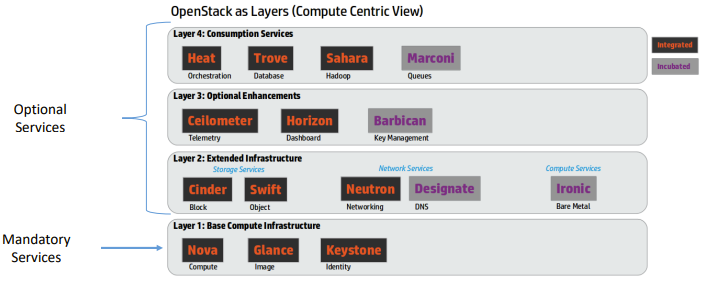 OpenStack as Layers (Compute Centric View)
Layer 4: Consumption Services
Heat Trove Sahara Marconi
Orchestration Database Hadoop Queues
Integrated
Incubated
Layer 3: Optional Enhancements
Ceilometer Horizon Barbican
Telemetry Dashboard Key Management
Optional
Services
Layer 2: Extended Infrastructure
Storage Services Network Services Compute Services
Cinder Swift Neutron Designate Ironic
Block Object Networking DNS Bare Metal
Layer 1: Base Compute Infrastructure
Nova Glance Keystone
Compute Image Identity
Mandatory
Services